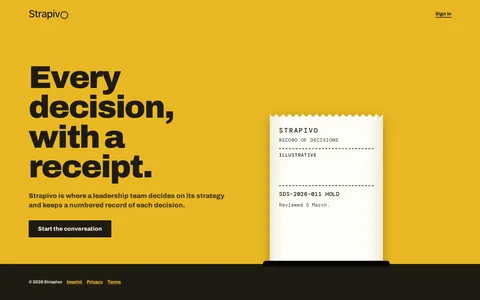 Strapivo
Sign in
Every
decision,
with a
receipt.
Strapivo is where a leadership team decides on its strategy
and keeps a numbered record of each decision.
Start the conversation
STRAPIVO
RECORD OF DECISIONS
ILLUSTRATIVE
SDS-2026-011 HOLD
Reviewed 5 March.
© 2026 Strapivo Imprint Privacy Terms